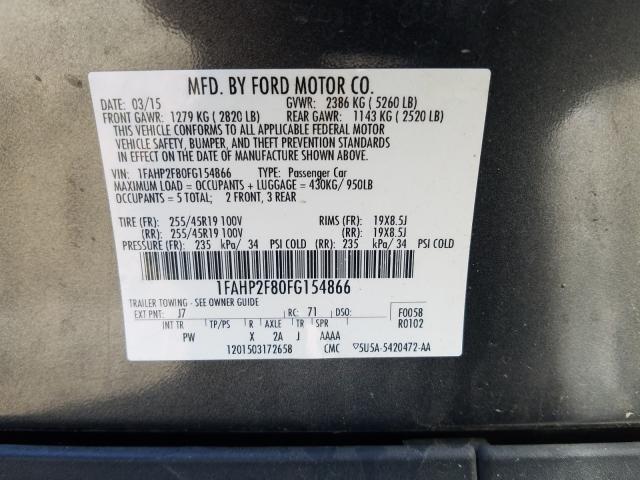 MFD. BY FORD MOTOR CO.
DATE: 03/15 GVWR: 2386 KG ( 5260 LB)
FRONT GAWR: 1279 KG ( 2820 LB) REAR GAWR: 1143 KG ( 2520 LB)
THIS VEHICLE CONFORMS TO ALL APPLICABLE FEDERAL MOTOR
VEHICLE SAFETY, BUMPER, AND THEFT PREVENTION STANDARDS
IN EFFECT ON THE DATE OF MANUFACTURE SHOWN ABOVE.
VIN: 1FAHP2F80FG154866 TYPE: Passenger Car
MAXIMUM LOAD = OCCUPANTS + LUGGAGE = 430KG/ 950LB
OCCUPANTS = 5 TOTAL; 2 FRONT, 3 REAR
TIRE (FR): 255/45R19 100V RIMS (FR): 19X8.5J
(RR): 255/45R19 100V (RR): 19X8.5J
PRESSURE (FR): 235 kPa/ 34 PSI COLD (RR): 235 kPa/ 34 PSI COLD
1FAHP2F80FG154866
TRAILER TOWING - SEE OWNER GUIDE
EXT PNT: J7 RC: 71 DSO: F0058
INT TR TP/PS R AXLE TR SPR R0102
PW X 2A J AAAA
1201503172658 CMC 5U5A-5420472-AA